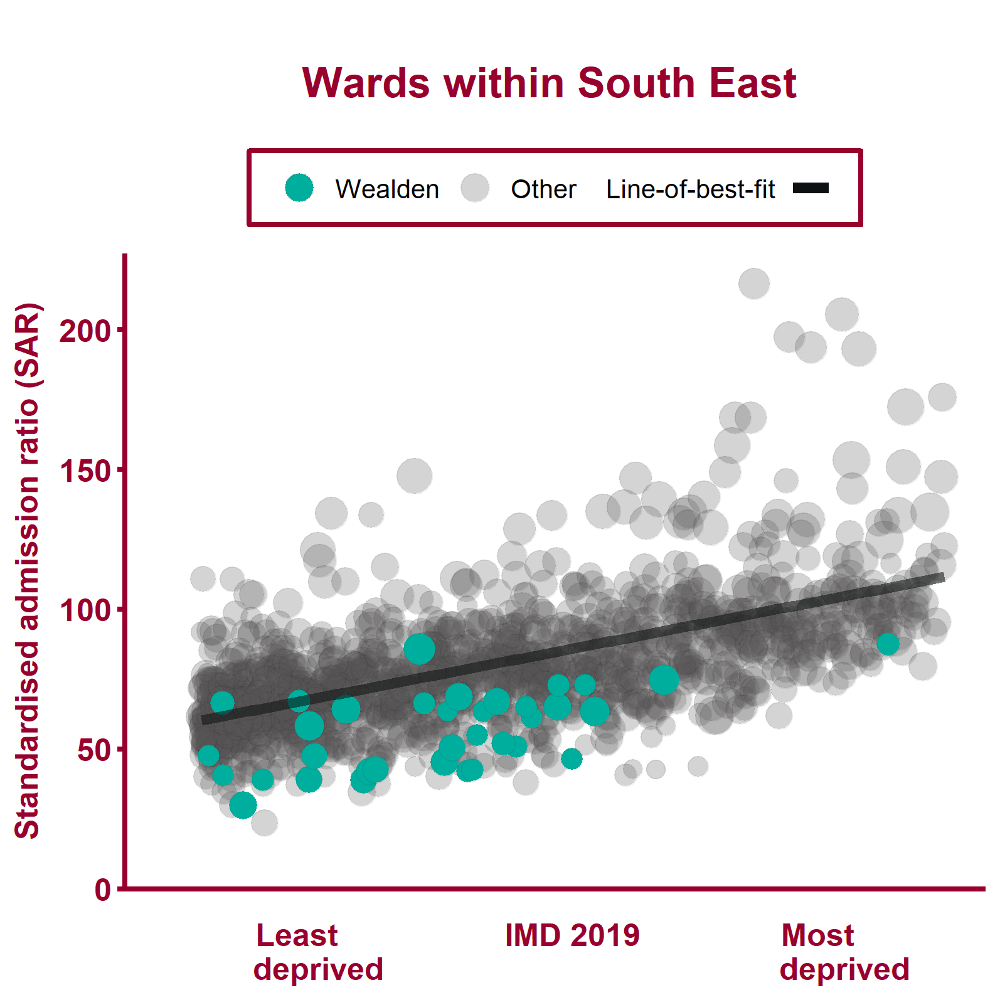 Wards within South East
Wealden Other Line-of-best-fit
Standardised admission ratio (SAR)
200
150
100
50
0
Least deprived
IMD 2019
Most deprived